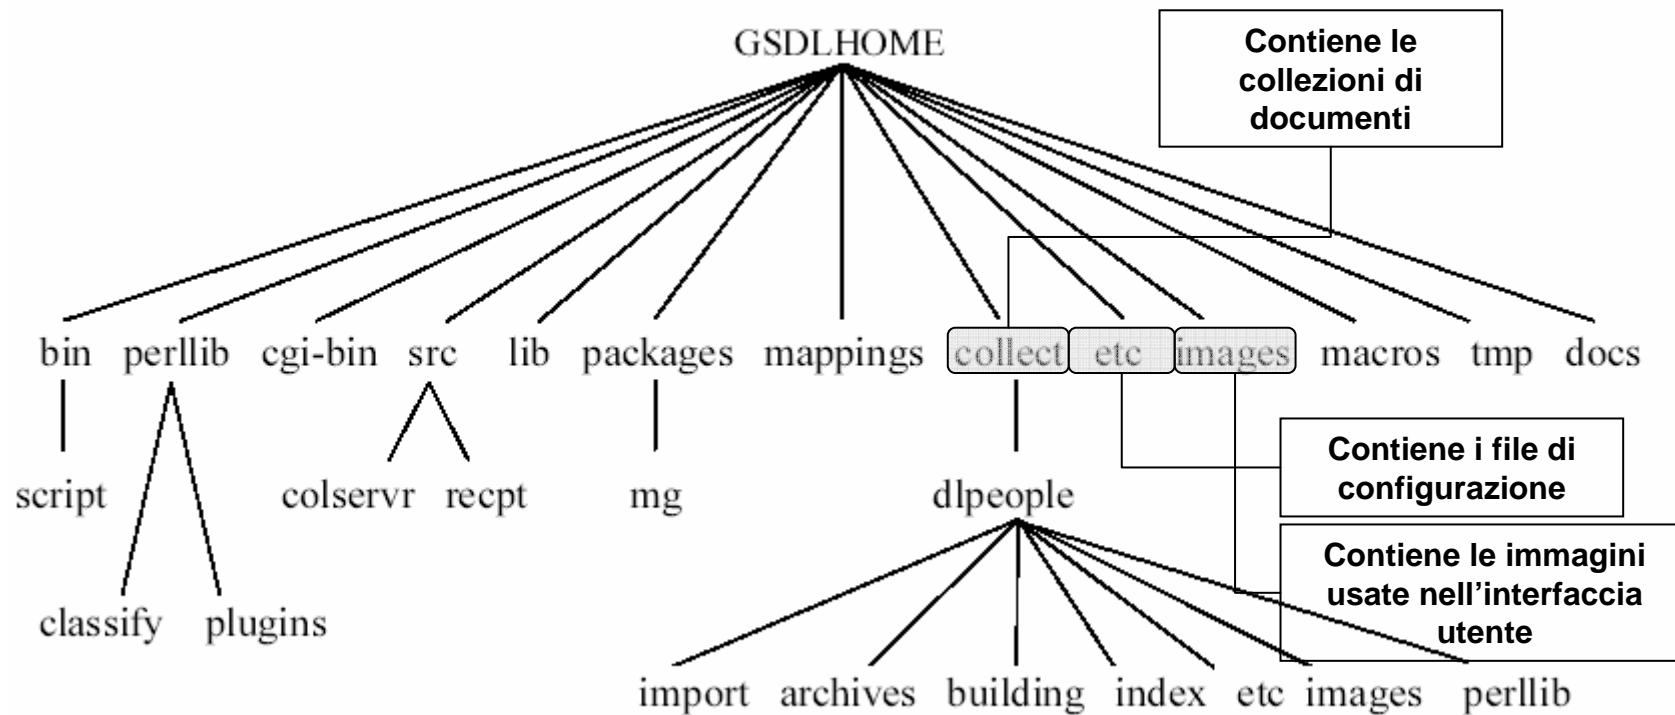 GSDLHOME
Contiene le
collezioni di
documenti
bin perllib cgi-bin src lib packages mappings collect etc images macros tmp docs
Contiene i file di
configurazione
script colservr recpt mg dlpeople
Contiene le immagini
usate nell’interfaccia
utente
classify plugins
import archives building index etc images perllib